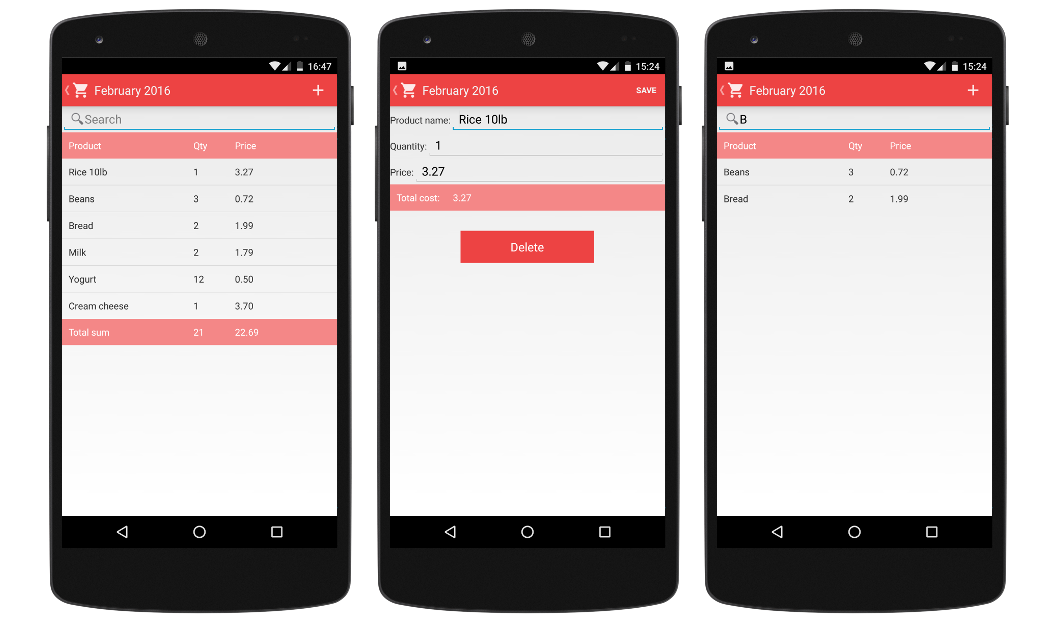 16:47
February 2016 +
Search
Product Qty Price
Rice 10lb 1 3.27
Beans 3 0.72
Bread 2 1.99
Milk 2 1.79
Yogurt 12 0.50
Cream cheese 1 3.70
Total sum 21 22.69
15:24
February 2016 SAVE
Product name: Rice 10lb
Quantity: 1
Price: 3.27
Total cost: 3.27
Delete
15:24
February 2016 +
B
Product Qty Price
Beans 3 0.72
Bread 2 1.99